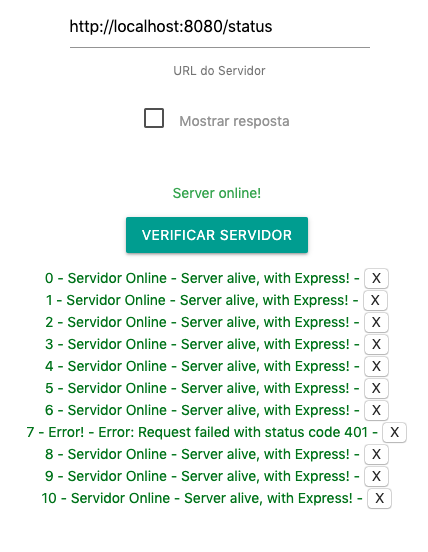 http://localhost:8080/status
URL do Servidor
Mostrar resposta
Server online!
VERIFICAR SERVIDOR
0 - Servidor Online - Server alive, with Express! - X
1 - Servidor Online - Server alive, with Express! - X
2 - Servidor Online - Server alive, with Express! - X
3 - Servidor Online - Server alive, with Express! - X
4 - Servidor Online - Server alive, with Express! - X
5 - Servidor Online - Server alive, with Express! - X
6 - Servidor Online - Server alive, with Express! - X
7 - Error! - Error: Request failed with status code 401 - X
8 - Servidor Online - Server alive, with Express! - X
9 - Servidor Online - Server alive, with Express! - X
10 - Servidor Online - Server alive, with Express! - X